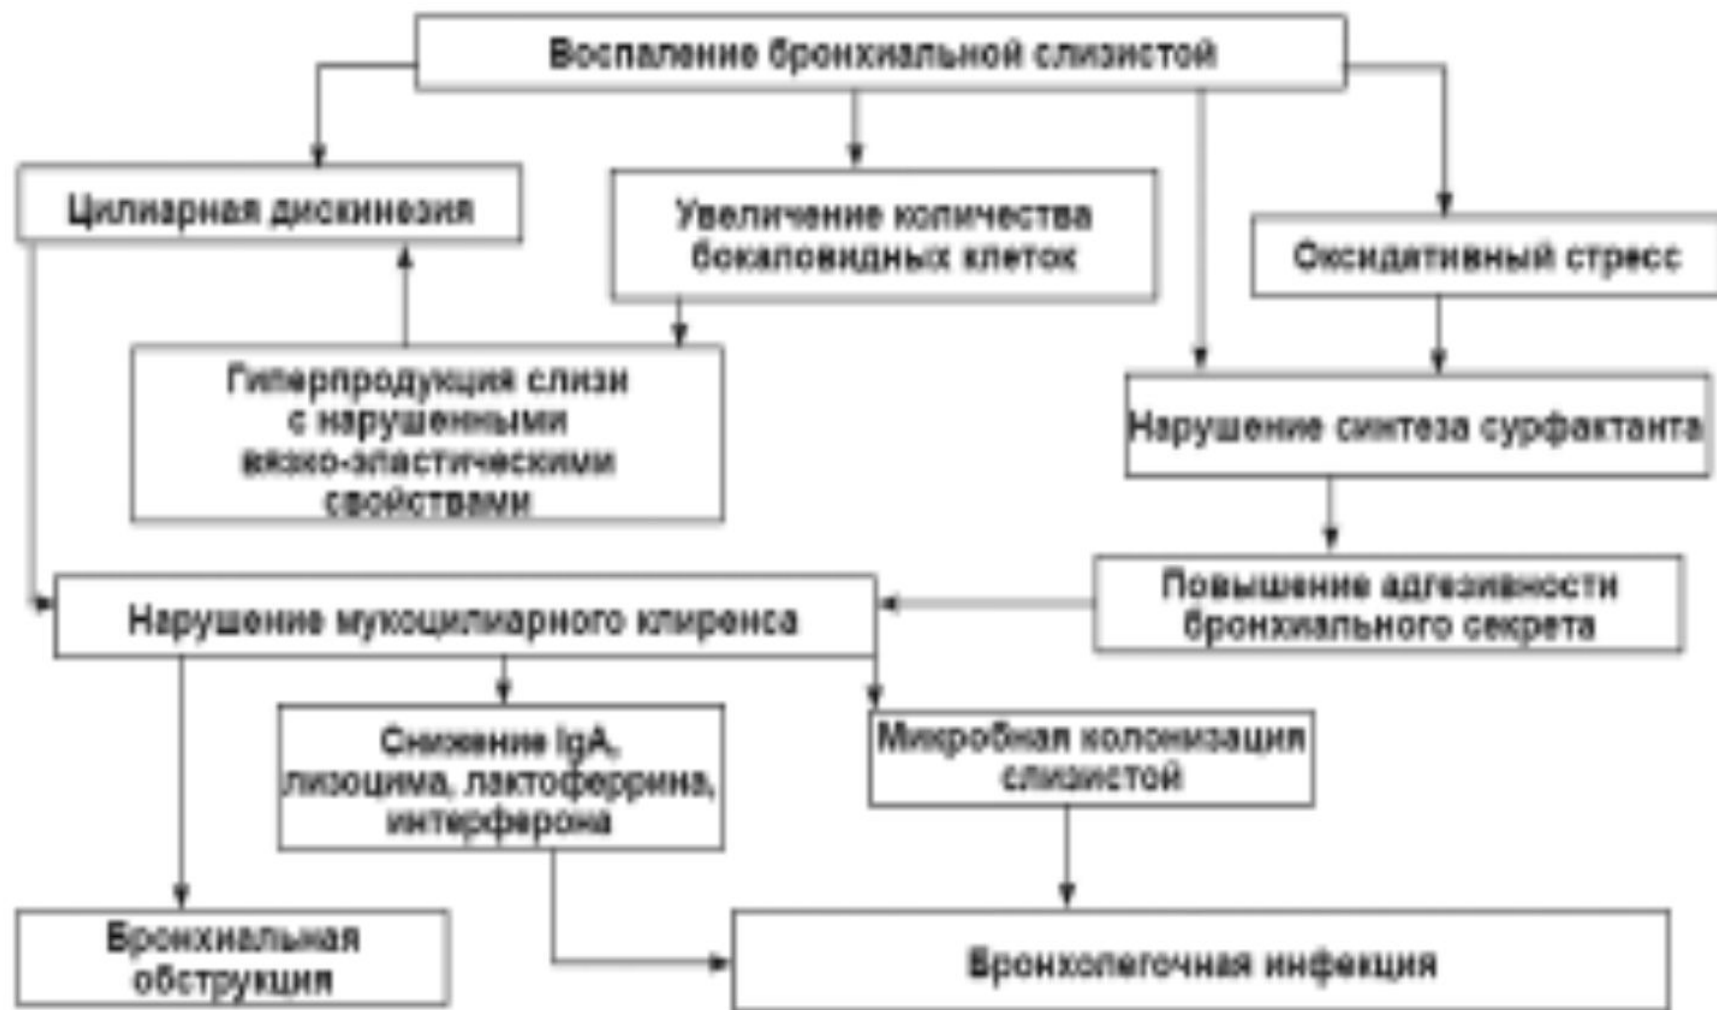 Воспаление бронхиальной слизистой
Цилиарная дискинезия
Увеличение количества
бокаловидных клеток
Оксидативный стресс
Гиперпродукция слизи
с нарушенными
вязко-эластическими
свойствами
Нарушение синтеза сурфактанта
Повышение адгезивности
бронхиального секрета
Нарушение мукоцилиарного клиренса
Снижение IgA,
лизоцима, лактоферрина,
интерферона
Микробная колонизация
слизистой
Бронхиальная
обструкция
Бронхолегочная инфекция